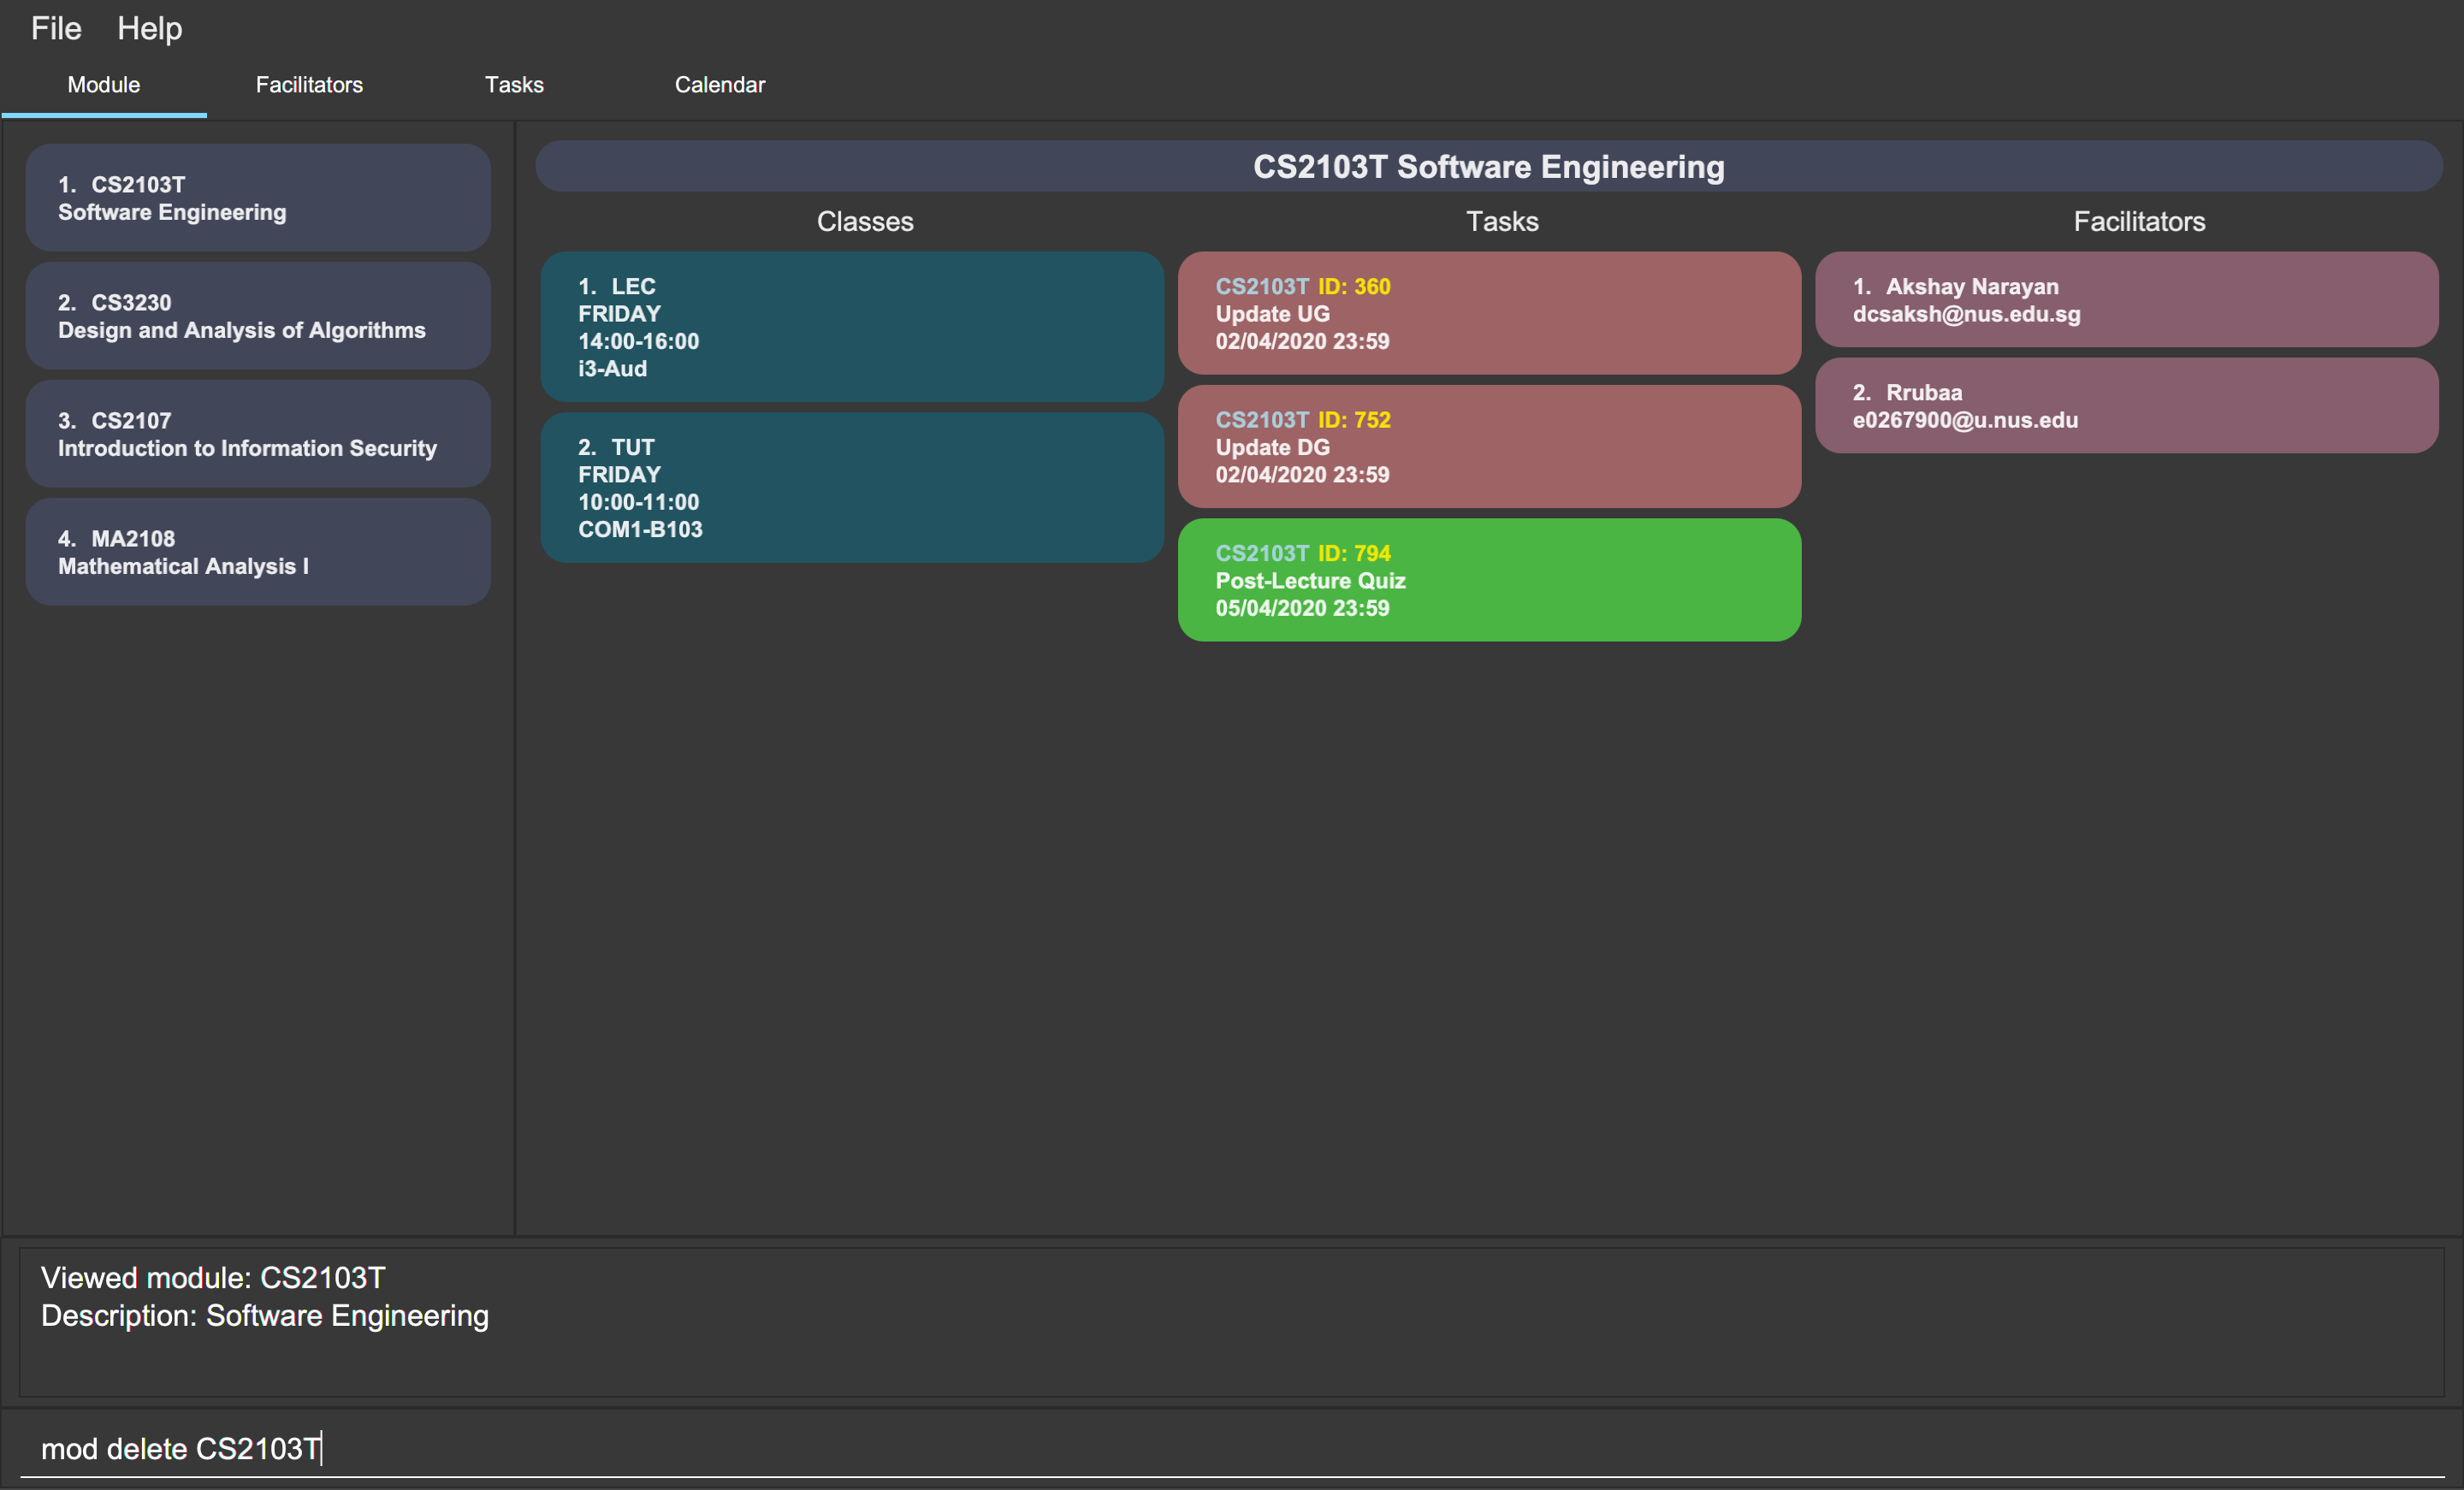 File Help
Module Facilitators Tasks Calendar
1. CS2103T
Software Engineering
2. CS3230
Design and Analysis of Algorithms
3. CS2107
Introduction to Information Security
4. MA2108
Mathematical Analysis I
CS2103T Software Engineering
Classes
1. LEC
FRIDAY
14:00-16:00
i3-Aud
2. TUT
FRIDAY
10:00-11:00
COM1-B103
Tasks
CS2103T ID: 360
Update UG
02/04/2020 23:59
CS2103T ID: 752
Update DG
02/04/2020 23:59
CS2103T ID: 794
Post-Lecture Quiz
05/04/2020 23:59
Facilitators
1. Akshay Narayan
dcsaksh@nus.edu.sg
2. Rrubaa
e0267900@u.nus.edu
Viewed module: CS2103T
Description: Software Engineering
mod delete CS2103T